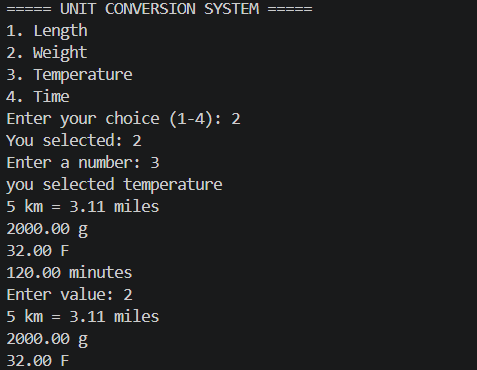 ===== UNIT CONVERSION SYSTEM =====
1. Length
2. Weight
3. Temperature
4. Time
Enter your choice (1-4): 2
You selected: 2
Enter a number: 3
you selected temperature
5 km = 3.11 miles
2000.00 g
32.00 F
120.00 minutes
Enter value: 2
5 km = 3.11 miles
2000.00 g
32.00 F